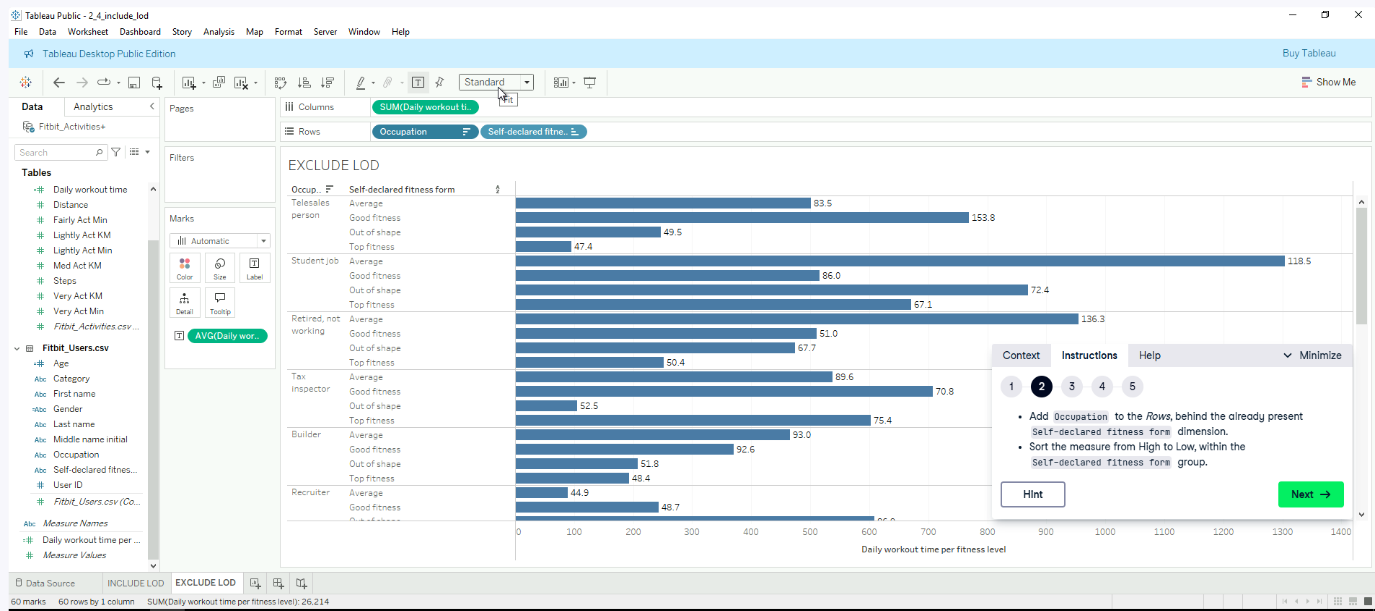 Tableau Public - 2_4_include_lod
File Data Worksheet Dashboard Story Analysis Map Format Server Window Help
Tableau Desktop Public Edition Buy Tableau
Standard Show Me
Fit
Data Analytics
Fitbit_Activities+
Search
Tables
Daily workout time
Distance
Fairly Act Min
Lightly Act KM
Lightly Act Min
Med Act KM
Steps
Very Act KM
Very Act Min
Fitbit_Activities.csv ...
Fitbit_Users.csv
Age
Abc Category
Abc First name
=Abc Gender
Abc Last name
Abc Middle name initial
Abc Occupation
Abc Self-declared fitnes...
User ID
Fitbit_Users.csv (Co...
Abc Measure Names
Daily workout time per ...
Measure Values
Pages
Filters
Marks
Automatic
Color Size Label
Detail Tooltip
AVG(Daily wor..
Columns SUM(Daily workout ti..
Rows Occupation Self-declared fitne..
EXCLUDE LOD
Occup.. Self-declared fitness form
Telesales person
Average 83.5
Good fitness 153.8
Out of shape 49.5
Top fitness 47.4
Student job
Average 118.5
Good fitness 86.0
Out of shape 72.4
Top fitness 67.1
Retired, not working
Average 136.3
Good fitness 51.0
Out of shape 67.7
Top fitness 50.4
Tax inspector
Average 89.6
Good fitness 70.8
Out of shape 52.5
Top fitness 75.4
Builder
Average 93.0
Good fitness 92.6
Out of shape 51.8
Top fitness 48.4
Recruiter
Average 44.9
Good fitness 48.7
0 100 200 300 400 500 600 700 800 900 1000 1100 1200 1300 1400
Daily workout time per fitness level
Context Instructions Help Minimize
1 2 3 4 5
• Add Occupation to the Rows, behind the already present
Self-declared fitness form dimension.
• Sort the measure from High to Low, within the
Self-declared fitness form group.
Hint Next →
Data Source INCLUDE LOD EXCLUDE LOD
60 marks 60 rows by 1 column SUM(Daily workout time per fitness level): 26,214